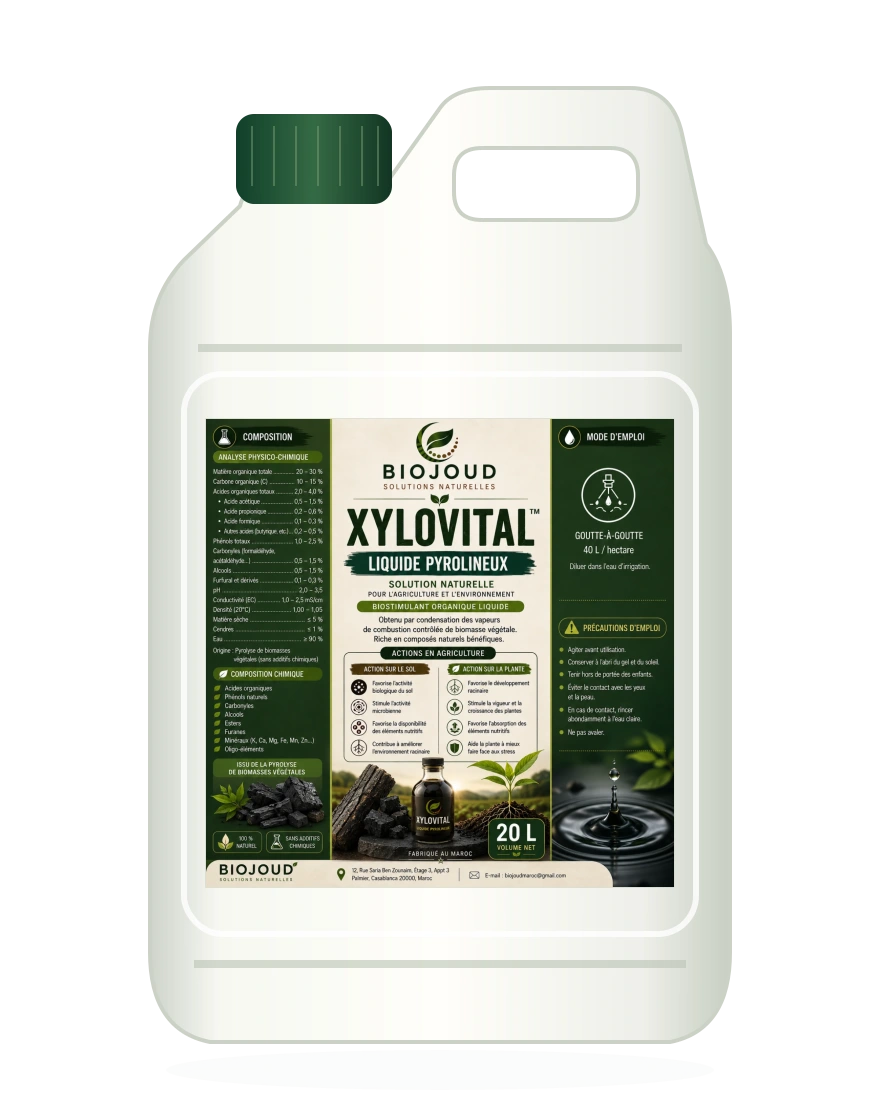 COMPOSITION
ANALYSE PHYSICO-CHIMIQUE
Matière organique totale ........ 20 – 30 %
Carbone organique (C) ........ 10 – 15 %
Acides organiques totaux ........ 2,0 – 4,0 %
• Acide acétique ........ 0,5 – 1,5 %
• Acide propionique ........ 0,2 – 0,6 %
• Acide formique ........ 0,1 – 0,3 %
• Autres acides (butyrique, etc.) ... 0,2 – 0,5 %
Phénols totaux ........ 1,0 – 2,5 %
Carbonyles (formaldéhyde,
acétaldéhyde...) ........ 0,5 – 1,5 %
Alcools ........ 0,5 – 1,5 %
Furfural et dérivés ........ 0,1 – 0,3 %
pH ........ 2,0 – 3,5
Conductivité (EC) ........ 1,0 – 2,5 mS/cm
Densité (20°C) ........ 1,00 – 1,05
Matière sèche ........ ≤ 5 %
Cendres ........ ≤ 1 %
Eau ........ ≥ 90 %
Origine : Pyrolyse de biomasses
végétales (sans additifs chimiques)
COMPOSITION CHIMIQUE
Acides organiques
Phénols naturels
Carbonyles
Alcools
Esters
Furanes
Minéraux (K, Ca, Mg, Fe, Mn, Zn...)
Oligo-éléments
ISSU DE LA PYROLYSE
DE BIOMASSES VÉGÉTALES
100 %
NATUREL
SANS ADDITIFS
CHIMIQUES
BIOJOUD
SOLUTIONS NATURELLES
XYLOVITAL™
LIQUIDE PYROLINEUX
SOLUTION NATURELLE
POUR L'AGRICULTURE ET L'ENVIRONNEMENT
BIOSTIMULANT ORGANIQUE LIQUIDE
Obtenu par condensation des vapeurs
de combustion contrôlée de biomasse végétale.
Riche en composés naturels bénéfiques.
ACTIONS EN AGRICULTURE
ACTION SUR LE SOL
Favorise l'activité
biologique du sol
Stimule l'activité
microbienne
Favorise la disponibilité
des éléments nutritifs
Contribue à améliorer
l'environnement racinaire
ACTION SUR LA PLANTE
Favorise le développement
racinaire
Stimule la vigueur et la
croissance des plantes
Favorise l'absorption des
éléments nutritifs
Aide la plante à mieux
faire face aux stress
XYLOVITAL
LIQUIDE PYROLINEUX
20 L
VOLUME NET
FABRIQUÉ AU MAROC
MODE D'EMPLOI
GOUTTE-À-GOUTTE
40 L / hectare
Diluer dans l'eau d'irrigation.
PRÉCAUTIONS D'EMPLOI
Agiter avant utilisation.
Conserver à l'abri du gel et du soleil.
Tenir hors de portée des enfants.
Éviter le contact avec les yeux
et la peau.
En cas de contact, rincer
abondamment à l'eau claire.
Ne pas avaler.
BIOJOUD
SOLUTIONS NATURELLES
12, Rue Saria Ben Zounaim, Étage 3, Appt 3
Palmier, Casablanca 20000, Maroc
E-mail : biojoudmaroc@gmail.com